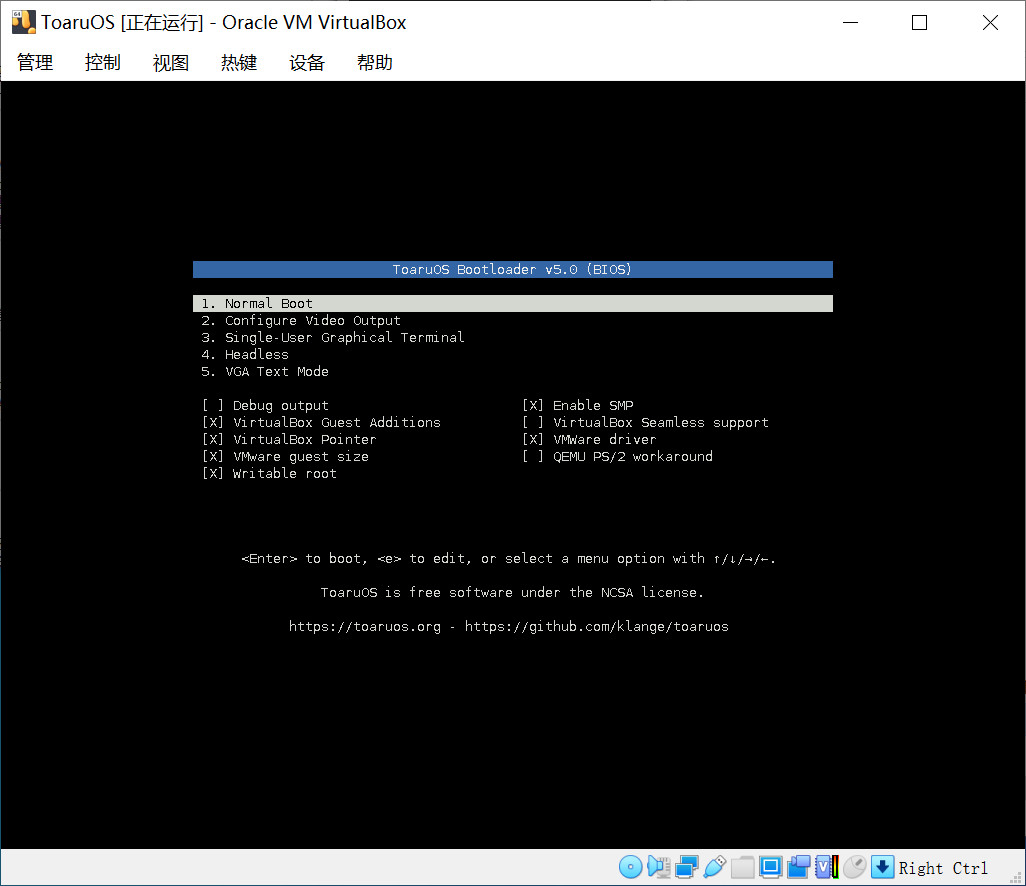 ToaruOS [正在运行] - Oracle VM VirtualBox
管理 控制 视图 热键 设备 帮助
ToaruOS Bootloader v5.0 (BIOS)
1. Normal Boot
2. Configure Video Output
3. Single-User Graphical Terminal
4. Headless
5. VGA Text Mode
[ ] Debug output [X] Enable SMP
[X] VirtualBox Guest Additions [ ] VirtualBox Seamless support
[X] VirtualBox Pointer [X] VMWare driver
[X] VMware guest size [ ] QEMU PS/2 workaround
[X] Writable root
<Enter> to boot, <e> to edit, or select a menu option with ↑/↓/→/←.
ToaruOS is free software under the NCSA license.
https://toaruos.org - https://github.com/klange/toaruos
Right Ctrl